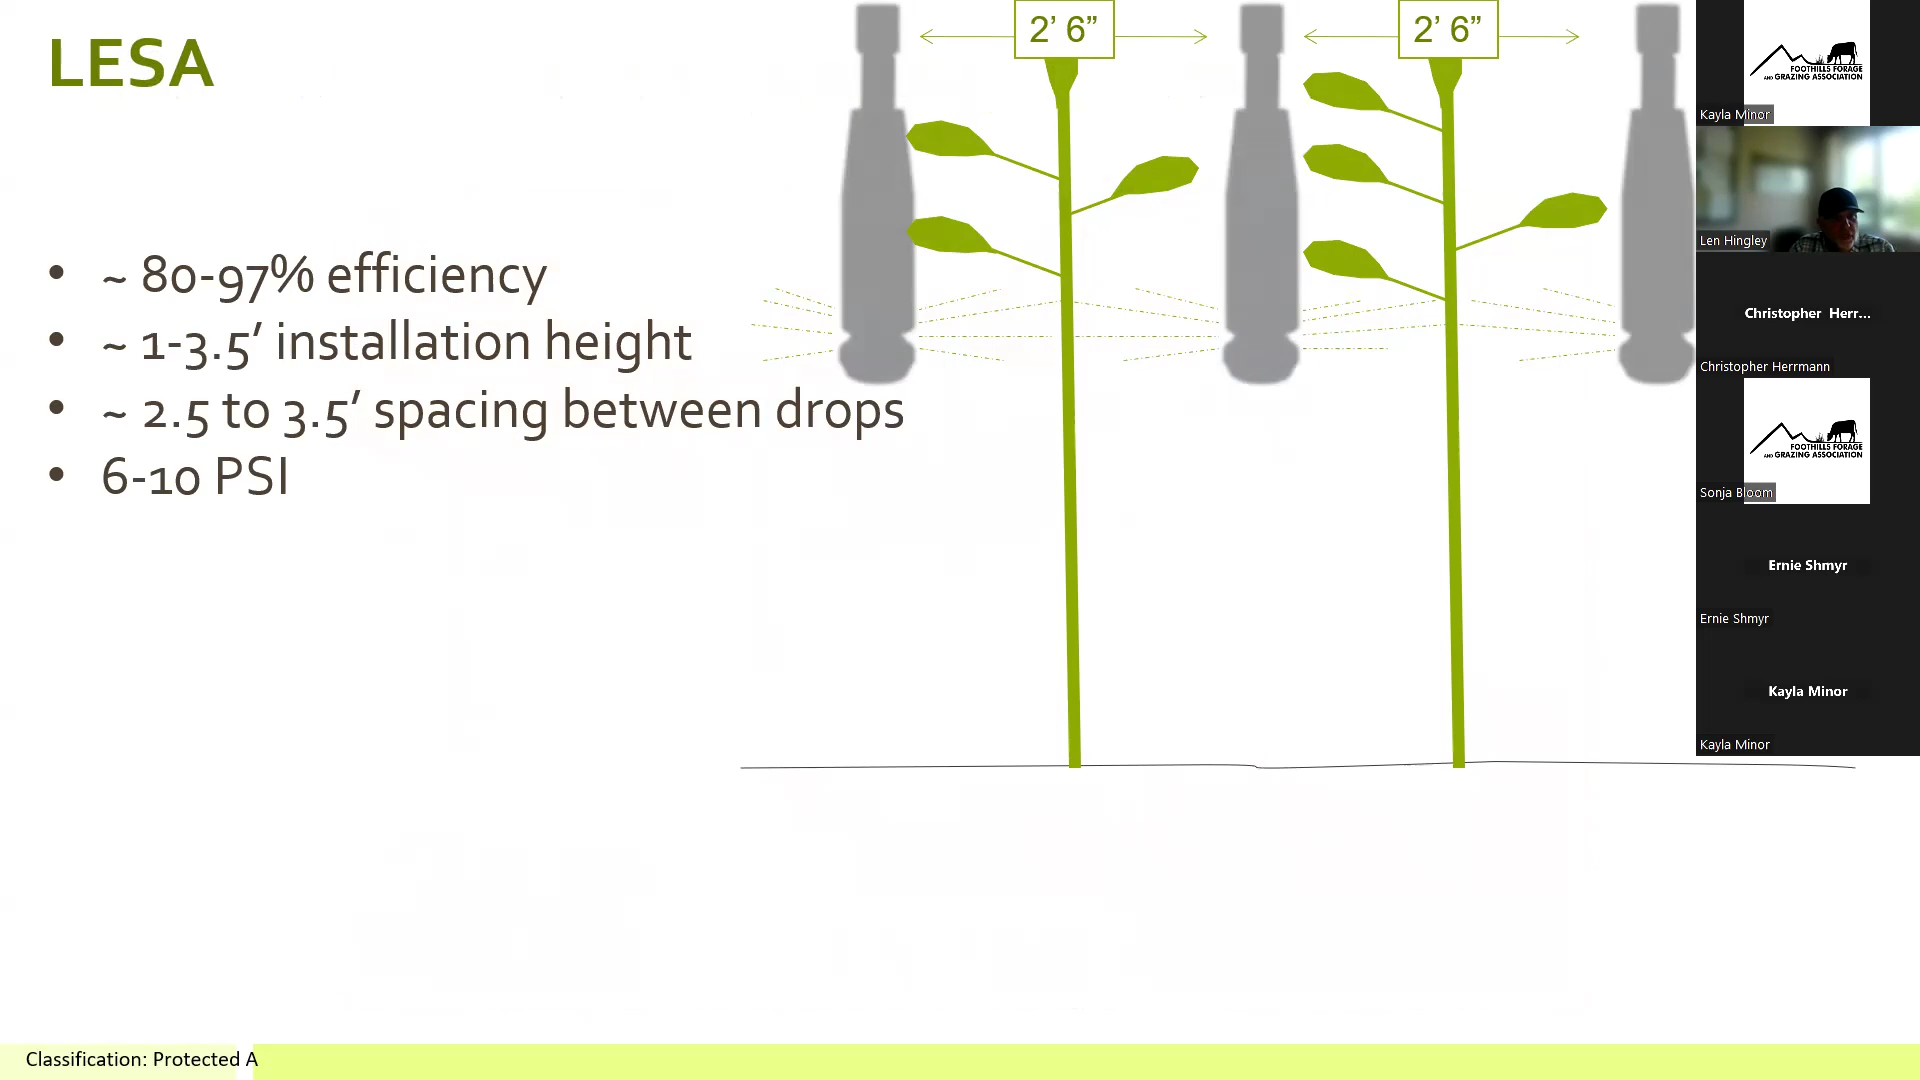 LESA
• ~ 80-97% efficiency
• ~ 1-3.5’ installation height
• ~ 2.5 to 3.5’ spacing between drops
• 6-10 PSI
2’ 6”
2’ 6”
Classification: Protected A
FOOTHILLS FORAGE
AND GRAZING ASSOCIATION
Kayla Minor
Len Hingley
Christopher Herr...
Christopher Herrmann
FOOTHILLS FORAGE
AND GRAZING ASSOCIATION
Sonja Bloom
Ernie Shmyr
Ernie Shmyr
Kayla Minor
Kayla Minor